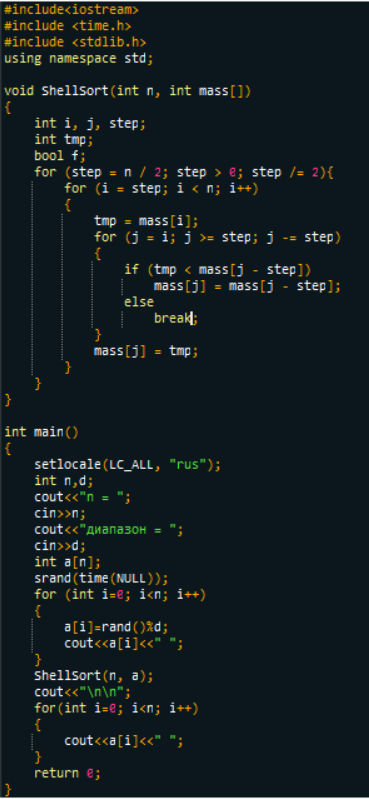 #include<iostream>
#include <time.h>
#include <stdlib.h>
using namespace std;

void ShellSort(int n, int mass[])
{
    int i, j, step;
    int tmp;
    bool f;
    for (step = n / 2; step > 0; step /= 2){
        for (i = step; i < n; i++)
        {
            tmp = mass[i];
            for (j = i; j >= step; j -= step)
            {
                if (tmp < mass[j - step])
                    mass[j] = mass[j - step];
                else
                    break;
            }
            mass[j] = tmp;
        }
    }
}

int main()
{
    setlocale(LC_ALL, "rus");
    int n,d;
    cout<<"n = ";
    cin>>n;
    cout<<"диапазон = ";
    cin>>d;
    int a[n];
    srand(time(NULL));
    for (int i=0; i<n; i++)
    {
        a[i]=rand()%d;
        cout<<a[i]<<" ";
    }
    ShellSort(n, a);
    cout<<"\n\n";
    for(int i=0; i<n; i++)
    {
        cout<<a[i]<<" ";
    }
    return 0;
}